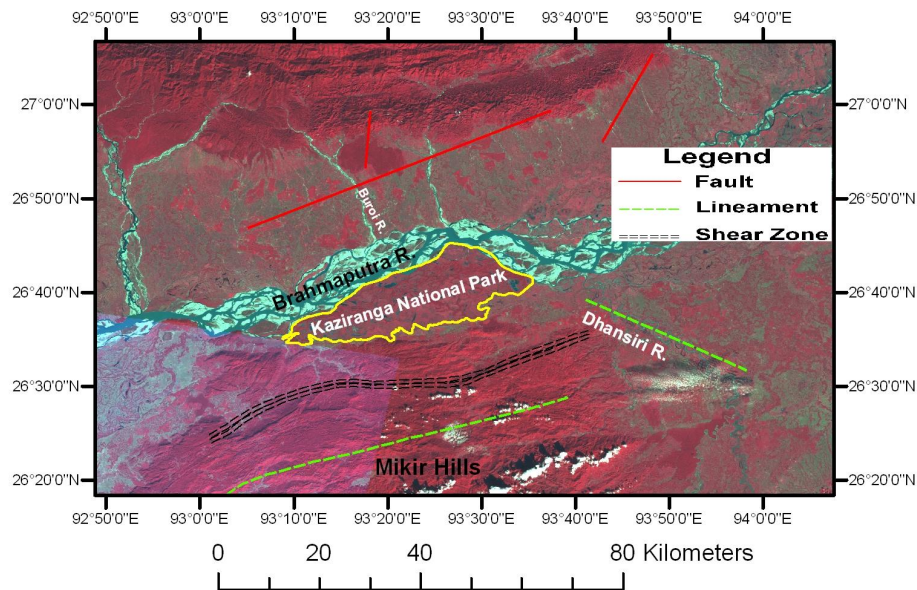 92°50'0"E 93°0'0"E 93°10'0"E 93°20'0"E 93°30'0"E 93°40'0"E 93°50'0"E 94°0'0"E
27°0'0"N 27°0'0"N
Legend
Fault
Lineament
Shear Zone
26°50'0"N 26°50'0"N
Buroi R.
Brahmaputra R.
26°40'0"N 26°40'0"N
Kaziranga National Park
Dhansiri R.
26°30'0"N 26°30'0"N
Mikir Hills
26°20'0"N 26°20'0"N
92°50'0"E 93°0'0"E 93°10'0"E 93°20'0"E 93°30'0"E 93°40'0"E 93°50'0"E 94°0'0"E
0 20 40 80 Kilometers